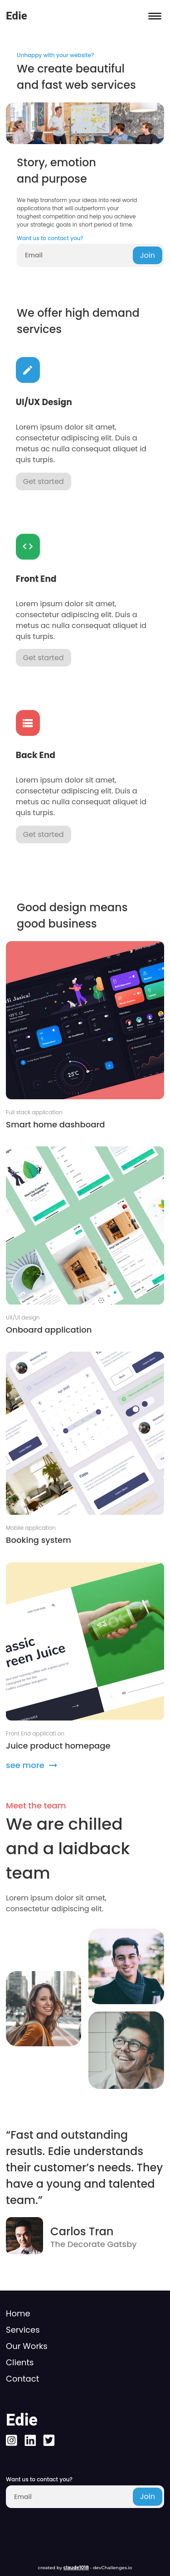 Edie
Unhappy with your website?
We create beautiful
and fast web services
Story, emotion
and purpose
We help transform your ideas into real word
applications that will outperform your
toughest competition and help you achieve
your strategic goals in short period of time.
Want us to contact you?
Email
Join
We offer high demand
services
UI/UX Design
Lorem ipsum dolor sit amet,
consectetur adipiscing elit. Duis a
metus ac nulla consequat aliquet id
quis turpis.
Get started
Front End
Lorem ipsum dolor sit amet,
consectetur adipiscing elit. Duis a
metus ac nulla consequat aliquet id
quis turpis.
Get started
Back End
Lorem ipsum dolor sit amet,
consectetur adipiscing elit. Duis a
metus ac nulla consequat aliquet id
quis turpis.
Get started
Good design means
good business
25°C
Full stack application
Smart home dashboard
UX/UI design
Onboard application
Edie
Mobile application
Booking system
assic
reen Juice
Front End applicati on
Juice product homepage
see more
Meet the team
We are chilled
and a laidback
team
Lorem ipsum dolor sit amet,
consectetur adipiscing elit.
“Fast and outstanding
resutls. Edie understands
their customer’s needs. They
have a young and talented
team.”
Carlos Tran
The Decorate Gatsby
Home
Services
Our Works
Clients
Contact
Edie
Want us to contact you?
Email
Join
created by claude1018 - devChallenges.io